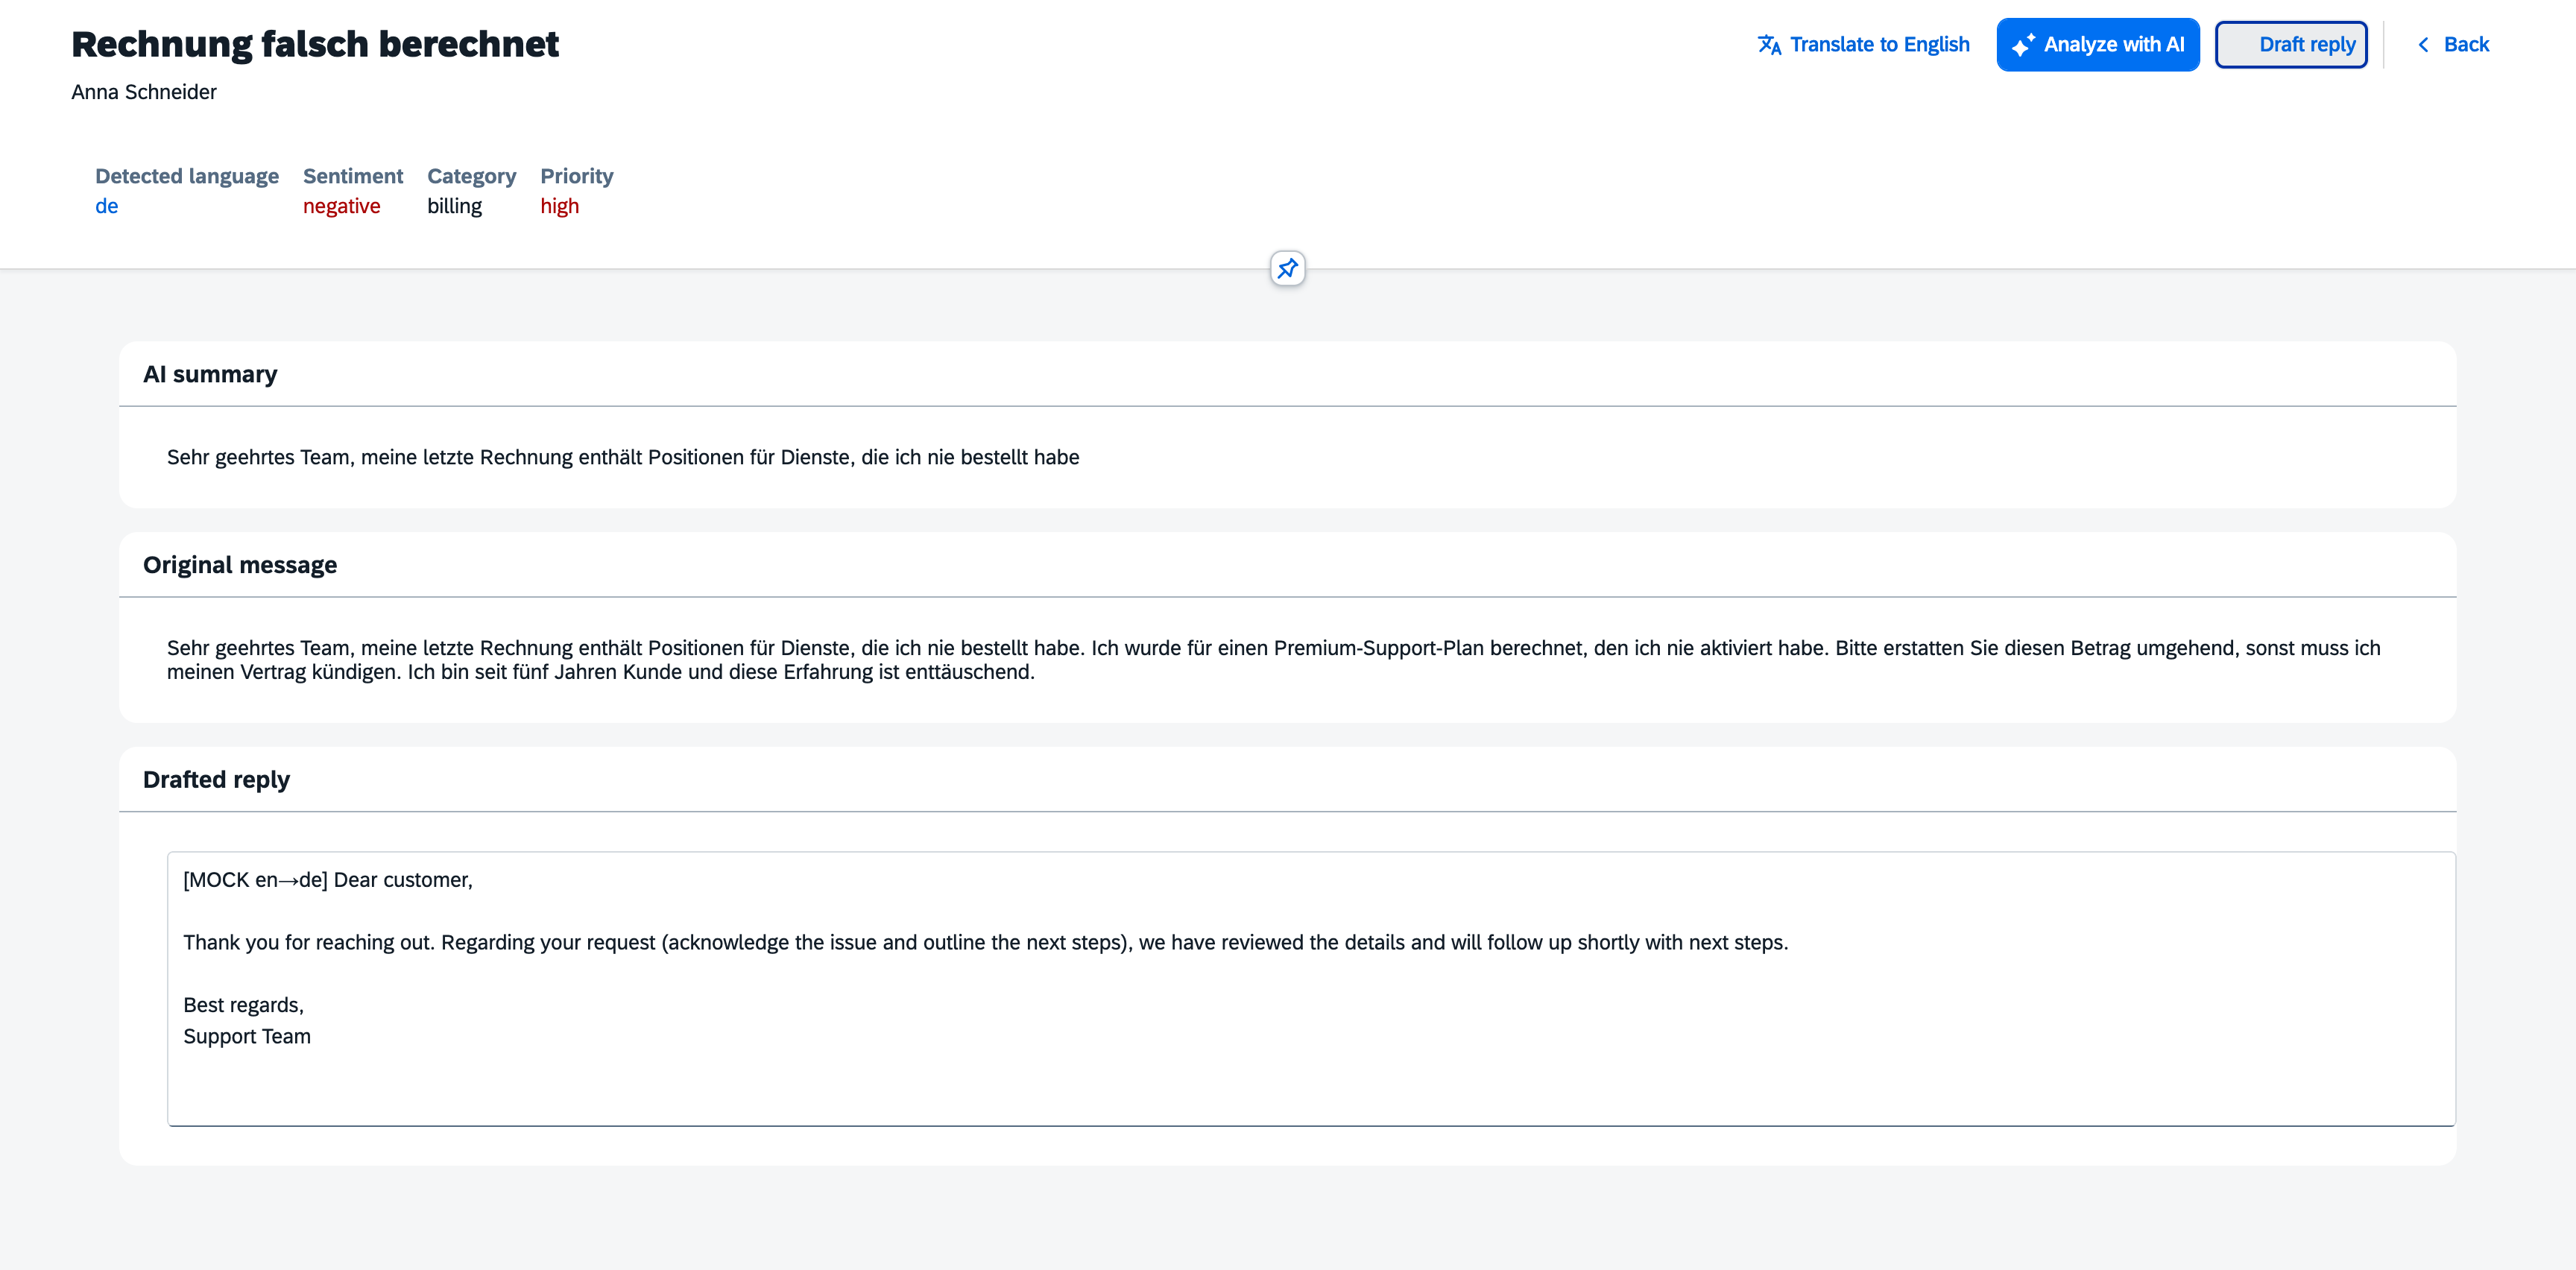 Rechnung falsch berechnet
Translate to English
Analyze with AI
Draft reply
Back
Anna Schneider
Detected language
Sentiment
Category
Priority
de
negative
billing
high
AI summary
Sehr geehrtes Team, meine letzte Rechnung enthält Positionen für Dienste, die ich nie bestellt habe
Original message
Sehr geehrtes Team, meine letzte Rechnung enthält Positionen für Dienste, die ich nie bestellt habe. Ich wurde für einen Premium-Support-Plan berechnet, den ich nie aktiviert habe. Bitte erstatten Sie diesen Betrag umgehend, sonst muss ich
meinen Vertrag kündigen. Ich bin seit fünf Jahren Kunde und diese Erfahrung ist enttäuschend.
Drafted reply
[MOCK en→de] Dear customer,
Thank you for reaching out. Regarding your request (acknowledge the issue and outline the next steps), we have reviewed the details and will follow up shortly with next steps.
Best regards,
Support Team